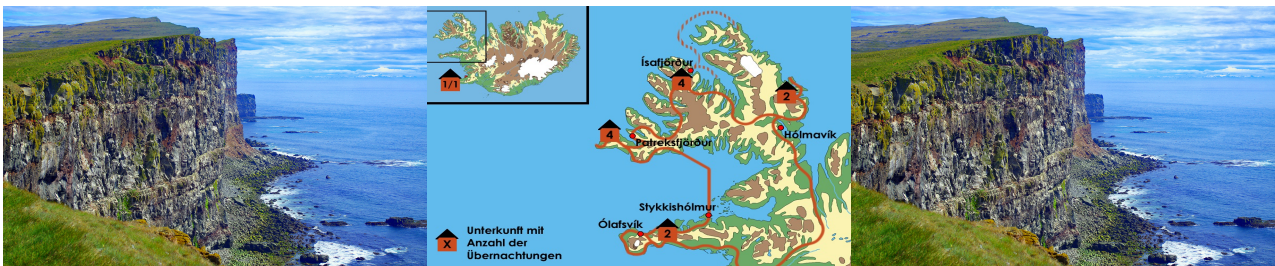 1/1
Ísafjörður
4
2
4
Hólmavík
Patreksfjörður
Stykkishólmur
Ólafsvík
2
X
Unterkunft mit
Anzahl der
Übernachtungen